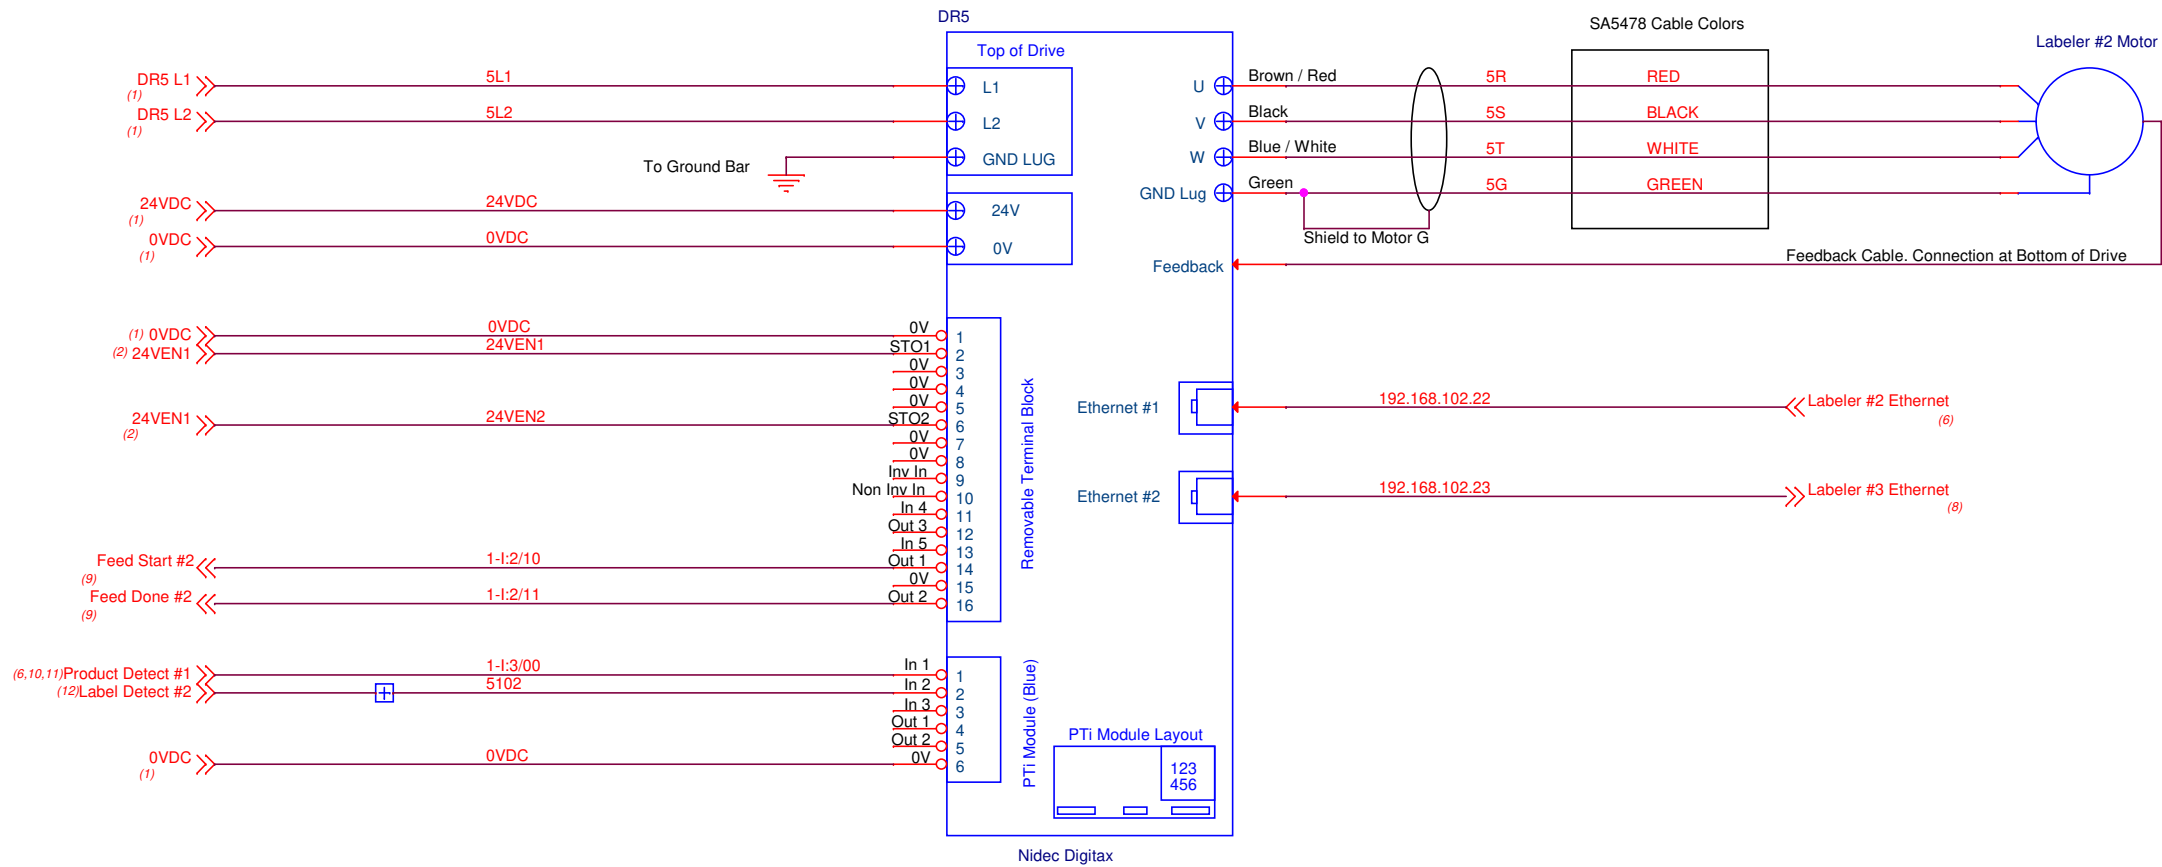 DR5
SA5478 Cable Colors
Labeler #2 Motor
Top of Drive
DR5 L1
(1)
5L1
L1
U
Brown / Red
5R
RED
DR5 L2
(1)
5L2
L2
V
Black
5S
BLACK
To Ground Bar
GND LUG
W
Blue / White
5T
WHITE
GND Lug
Green
5G
GREEN
Shield to Motor G
24VDC
(1)
24VDC
24V
0VDC
(1)
0VDC
0V
Feedback
Feedback Cable. Connection at Bottom of Drive
(1) 0VDC
0VDC
0V
1
(2) 24VEN1
24VEN1
STO1
2
0V
3
0V
4
0V
5
24VEN1
(2)
24VEN2
STO2
6
0V
7
0V
8
Inv In
9
Non Inv In
10
In 4
11
Out 3
12
In 5
13
Feed Start #2
(9)
1-I:2/10
Out 1
14
0V
15
Feed Done #2
(9)
1-I:2/11
Out 2
16
Removable Terminal Block
Ethernet #1
192.168.102.22
Labeler #2 Ethernet
(6)
Ethernet #2
192.168.102.23
Labeler #3 Ethernet
(8)
(6,10,11)Product Detect #1
1-I:3/00
In 1
1
(12)Label Detect #2
5102
In 2
2
In 3
3
Out 1
4
Out 2
5
0VDC
(1)
0VDC
0V
6
PTi Module (Blue)
PTi Module Layout
123
456
Nidec Digitax